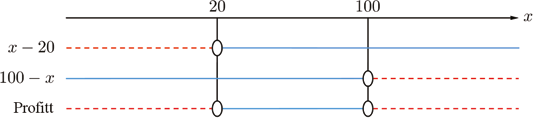 20 100
x
x − 20
100 − x
Profitt